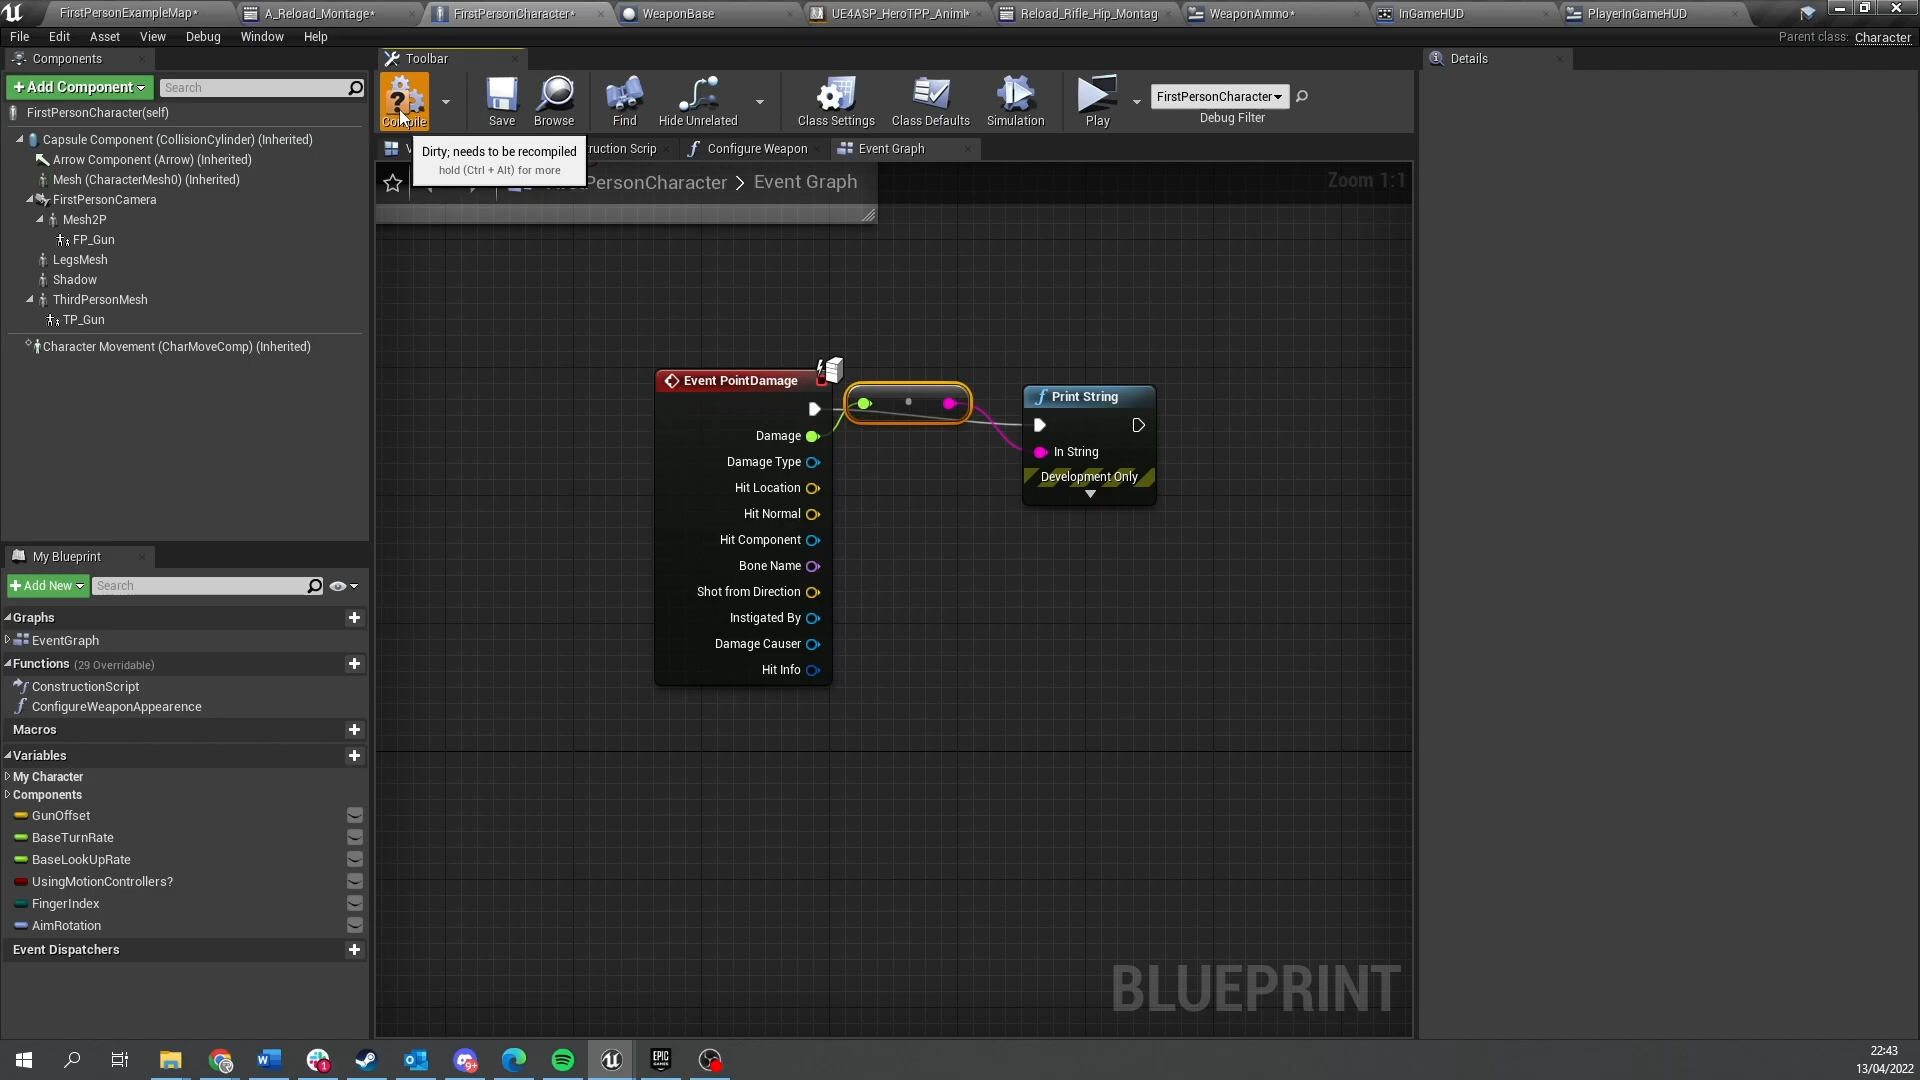 FirstPersonExampleMap*
A_Reload_Montage*
FirstPersonCharacter*
WeaponBase
UE4ASP_HeroTPP_AnimI*
Reload_Rifle_Hip_Montag
WeaponAmmo*
InGameHUD
PlayerInGameHUD
File
Edit
Asset
View
Debug
Window
Help
Parent class:
Character
Components
Toolbar
Details
+Add Component
Search
Compile
Save
Browse
Find
Hide Unrelated
Class Settings
Class Defaults
Simulation
Play
FirstPersonCharacter
Debug Filter
Dirty; needs to be recompiled
hold (Ctrl + Alt) for more
V
ruction Scrip
Configure Weapon
Event Graph
FirstPersonCharacter > Event Graph
Zoom 1:1
FirstPersonCharacter(self)
Capsule Component (CollisionCylinder) (Inherited)
Arrow Component (Arrow) (Inherited)
Mesh (CharacterMesh0) (Inherited)
FirstPersonCamera
Mesh2P
FP_Gun
LegsMesh
Shadow
ThirdPersonMesh
TP_Gun
Character Movement (CharMoveComp) (Inherited)
Event PointDamage
Damage
Damage Type
Hit Location
Hit Normal
Hit Component
Bone Name
Shot from Direction
Instigated By
Damage Causer
Hit Info
Print String
In String
Development Only
My Blueprint
+Add New
Search
Graphs
EventGraph
Functions (29 Overridable)
ConstructionScript
ConfigureWeaponAppearence
Macros
Variables
My Character
Components
GunOffset
BaseTurnRate
BaseLookUpRate
UsingMotionControllers?
FingerIndex
AimRotation
Event Dispatchers
BLUEPRINT
EPIC
GAMES
1
9+
22:43
13/04/2022